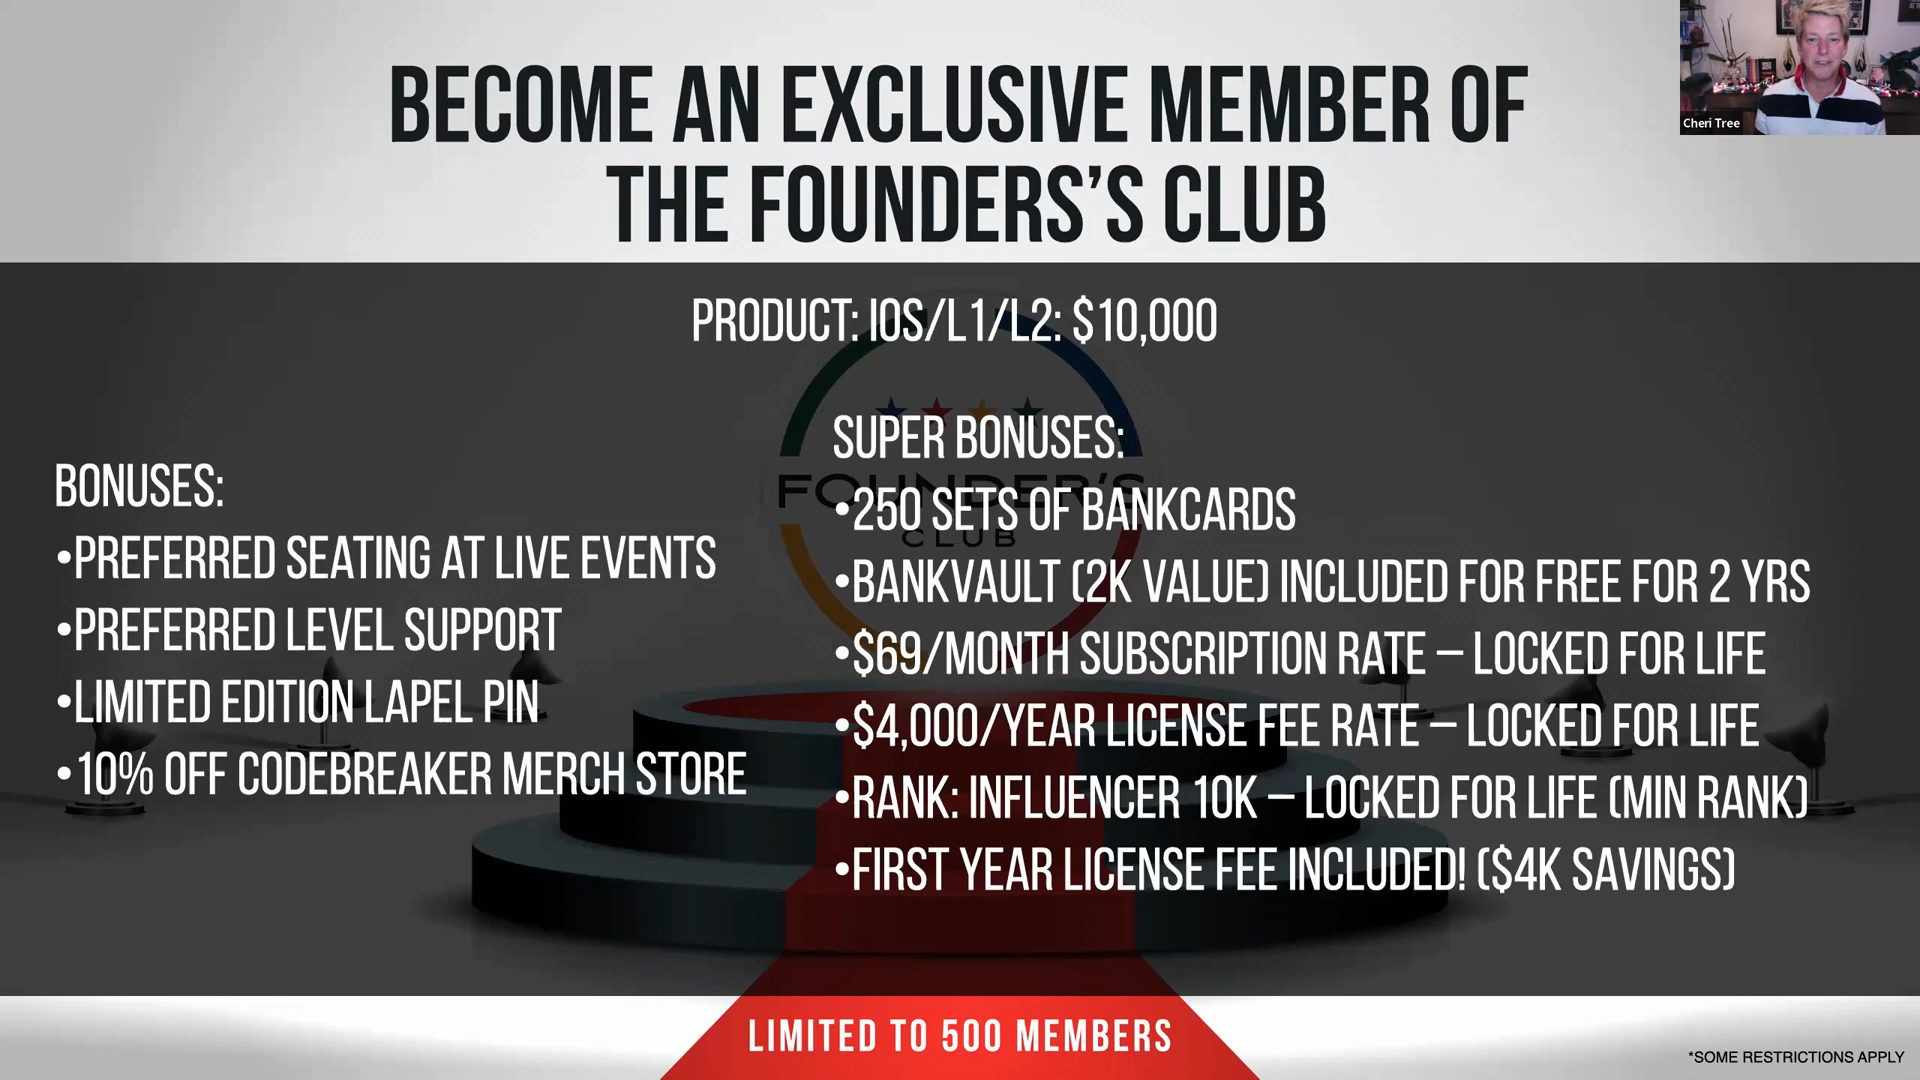 BECOME AN EXCLUSIVE MEMBER OF
THE FOUNDERS'S CLUB
Cheri Tree
PRODUCT: IOS/L1/L2: $10,000
BONUSES:
•PREFERRED SEATING AT LIVE EVENTS
•PREFERRED LEVEL SUPPORT
•LIMITED EDITION LAPEL PIN
•10% OFF CODEBREAKER MERCH STORE
FOUNDER'S
CLUB
SUPER BONUSES:
•250 SETS OF BANKCARDS
•BANKVAULT (2K VALUE) INCLUDED FOR FREE FOR 2 YRS
•$69/MONTH SUBSCRIPTION RATE – LOCKED FOR LIFE
•$4,000/YEAR LICENSE FEE RATE – LOCKED FOR LIFE
•RANK: INFLUENCER 10K – LOCKED FOR LIFE (MIN RANK)
•FIRST YEAR LICENSE FEE INCLUDED! ($4K SAVINGS)
LIMITED TO 500 MEMBERS
*SOME RESTRICTIONS APPLY